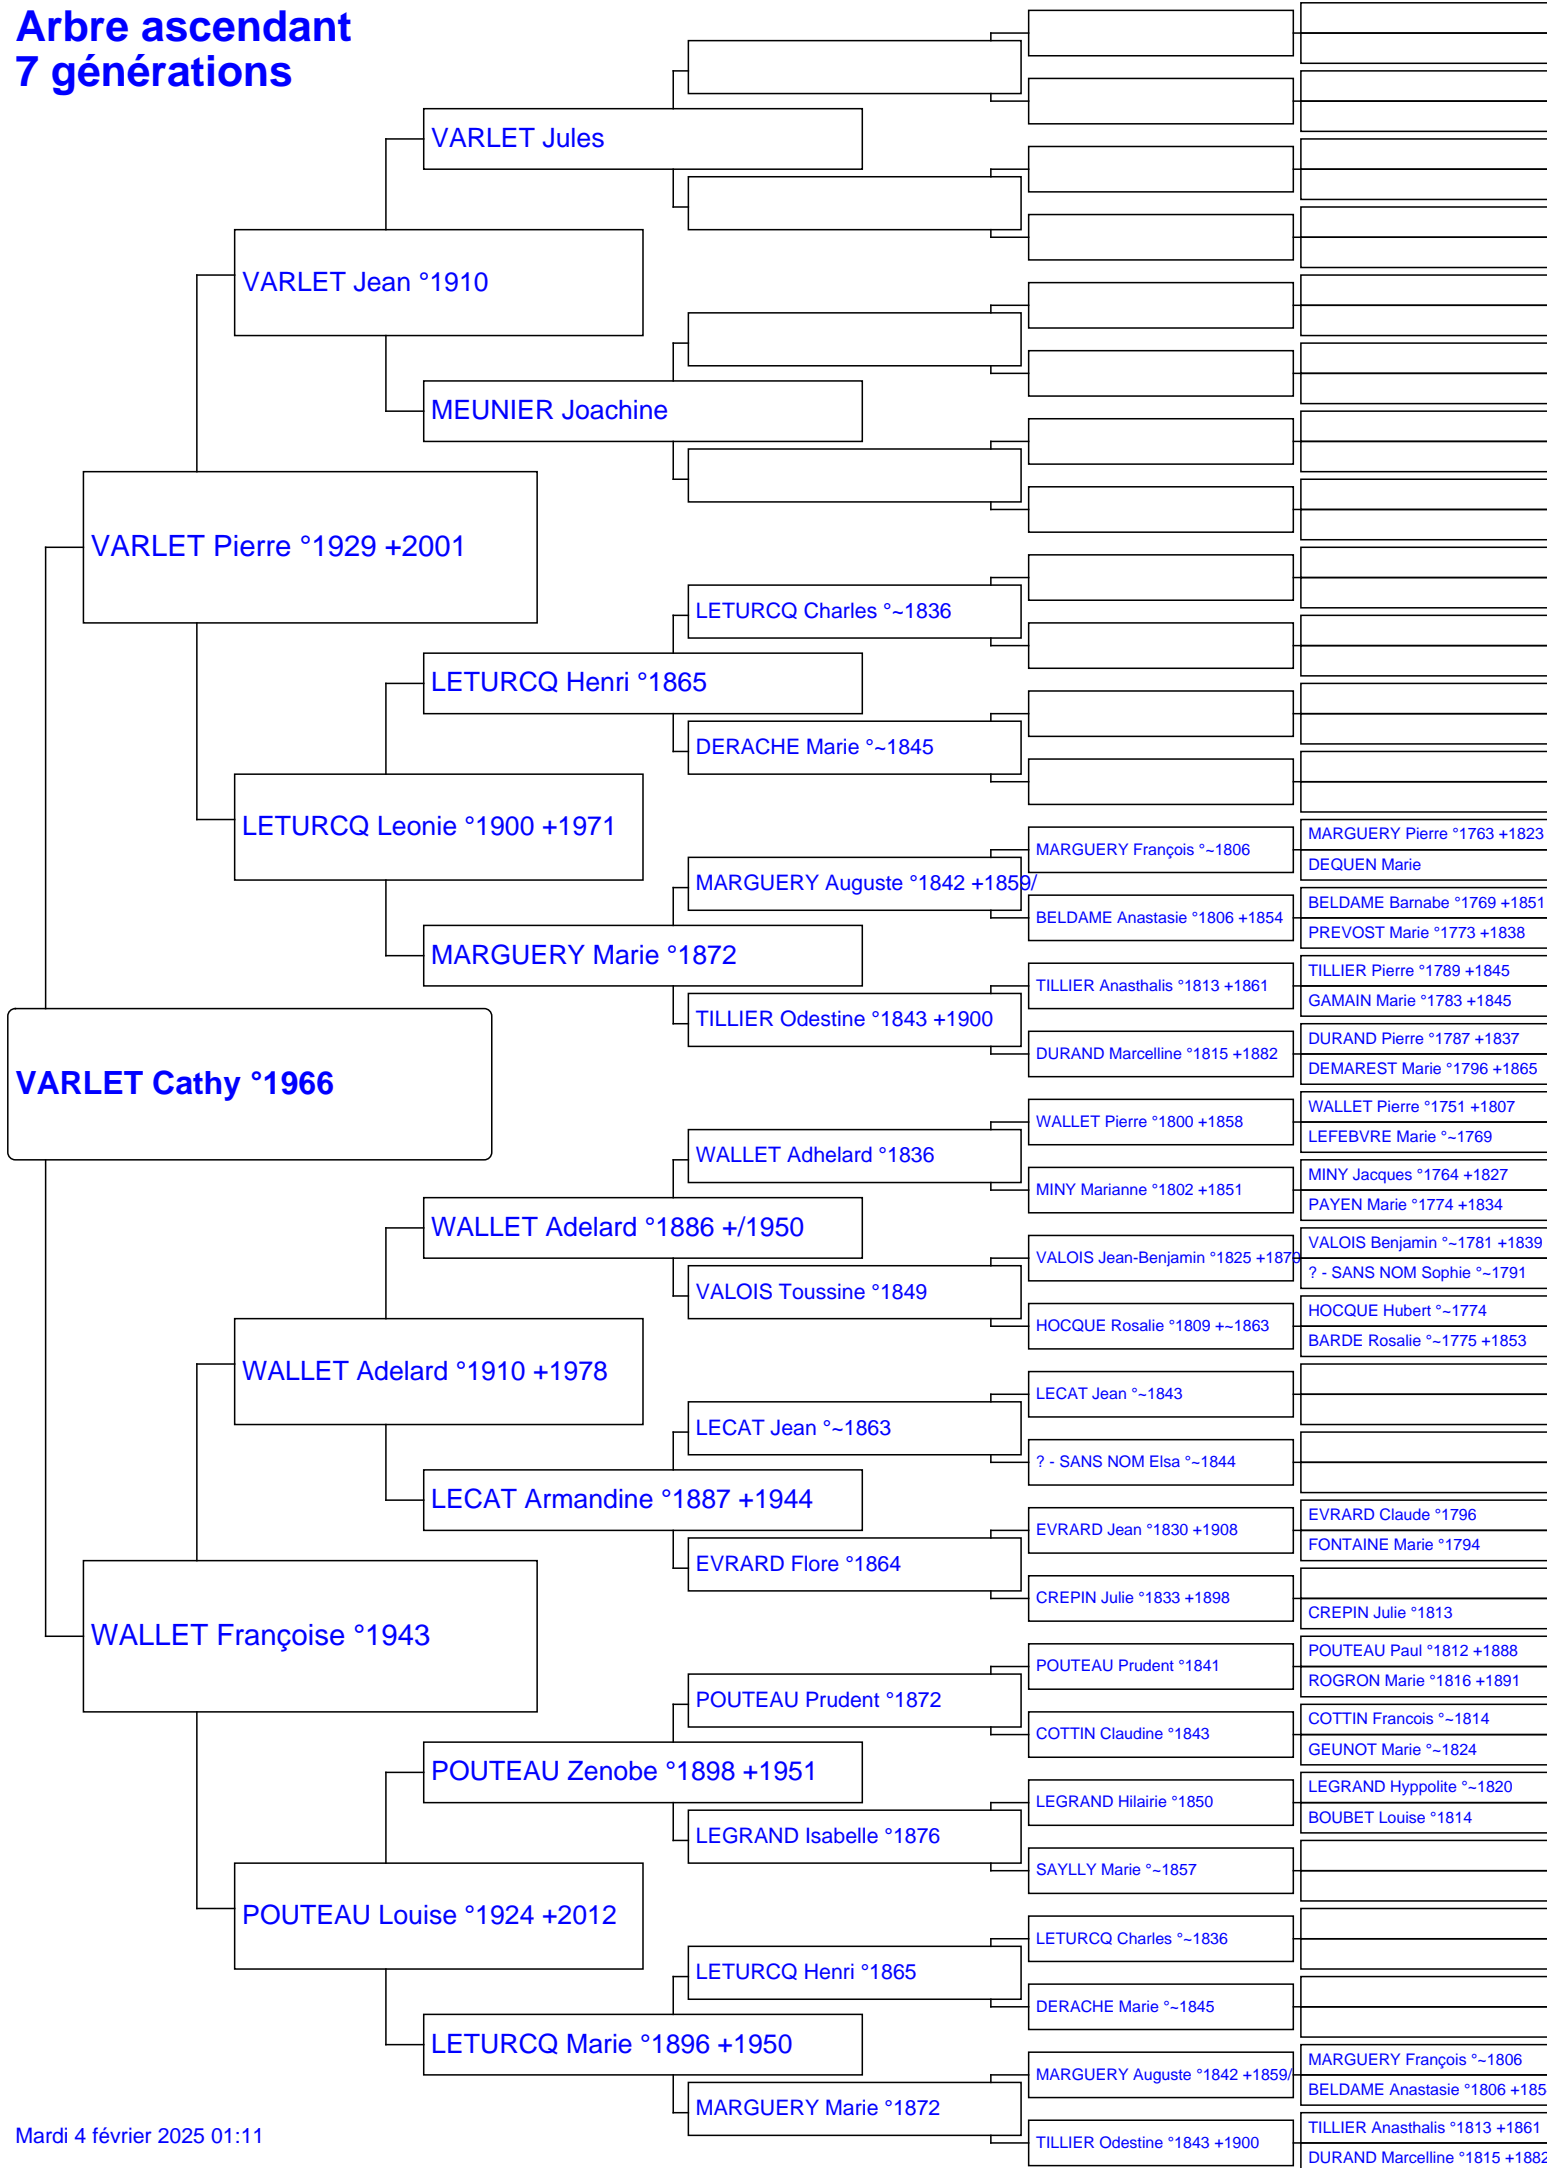 Arbre ascendant
7 générations
VARLET Jules
VARLET Jean °1910
MEUNIER Joachine
VARLET Pierre °1929 +2001
LETURCQ Charles °~1836
LETURCQ Henri °1865
DERACHE Marie °~1845
LETURCQ Leonie °1900 +1971
MARGUERY Pierre °1763 +1823
MARGUERY François °~1806
DEQUEN Marie
MARGUERY Auguste °1842 +1859/
BELDAME Barnabe °1769 +1851
BELDAME Anastasie °1806 +1854
PREVOST Marie °1773 +1838
MARGUERY Marie °1872
TILLIER Pierre °1789 +1845
TILLIER Anasthalis °1813 +1861
GAMAIN Marie °1783 +1845
TILLIER Odestine °1843 +1900
DURAND Pierre °1787 +1837
DURAND Marcelline °1815 +1882
DEMAREST Marie °1796 +1865
VARLET Cathy °1966
WALLET Pierre °1751 +1807
WALLET Pierre °1800 +1858
LEFEBVRE Marie °~1769
WALLET Adhelard °1836
MINY Jacques °1764 +1827
MINY Marianne °1802 +1851
PAYEN Marie °1774 +1834
WALLET Adelard °1886 +/1950
VALOIS Benjamin °~1781 +1839
VALOIS Jean-Benjamin °1825 +1870
? - SANS NOM Sophie °~1791
VALOIS Toussine °1849
HOCQUE Hubert °~1774
HOCQUE Rosalie °1809 +~1863
BARDE Rosalie °~1775 +1853
WALLET Adelard °1910 +1978
LECAT Jean °~1843
LECAT Jean °~1863
? - SANS NOM Elsa °~1844
LECAT Armandine °1887 +1944
EVRARD Claude °1796
EVRARD Jean °1830 +1908
FONTAINE Marie °1794
EVRARD Flore °1864
CREPIN Julie °1833 +1898
CREPIN Julie °1813
WALLET Françoise °1943
POUTEAU Paul °1812 +1888
POUTEAU Prudent °1841
ROGRON Marie °1816 +1891
POUTEAU Prudent °1872
COTTIN Francois °~1814
COTTIN Claudine °1843
GEUNOT Marie °~1824
POUTEAU Zenobe °1898 +1951
LEGRAND Hyppolite °~1820
LEGRAND Hilairie °1850
BOUBET Louise °1814
LEGRAND Isabelle °1876
SAYLLY Marie °~1857
POUTEAU Louise °1924 +2012
LETURCQ Charles °~1836
LETURCQ Henri °1865
DERACHE Marie °~1845
LETURCQ Marie °1896 +1950
MARGUERY François °~1806
MARGUERY Auguste °1842 +1859/
BELDAME Anastasie °1806 +185
MARGUERY Marie °1872
TILLIER Anasthalis °1813 +1861
TILLIER Odestine °1843 +1900
DURAND Marcelline °1815 +1882
Mardi 4 février 2025 01:11